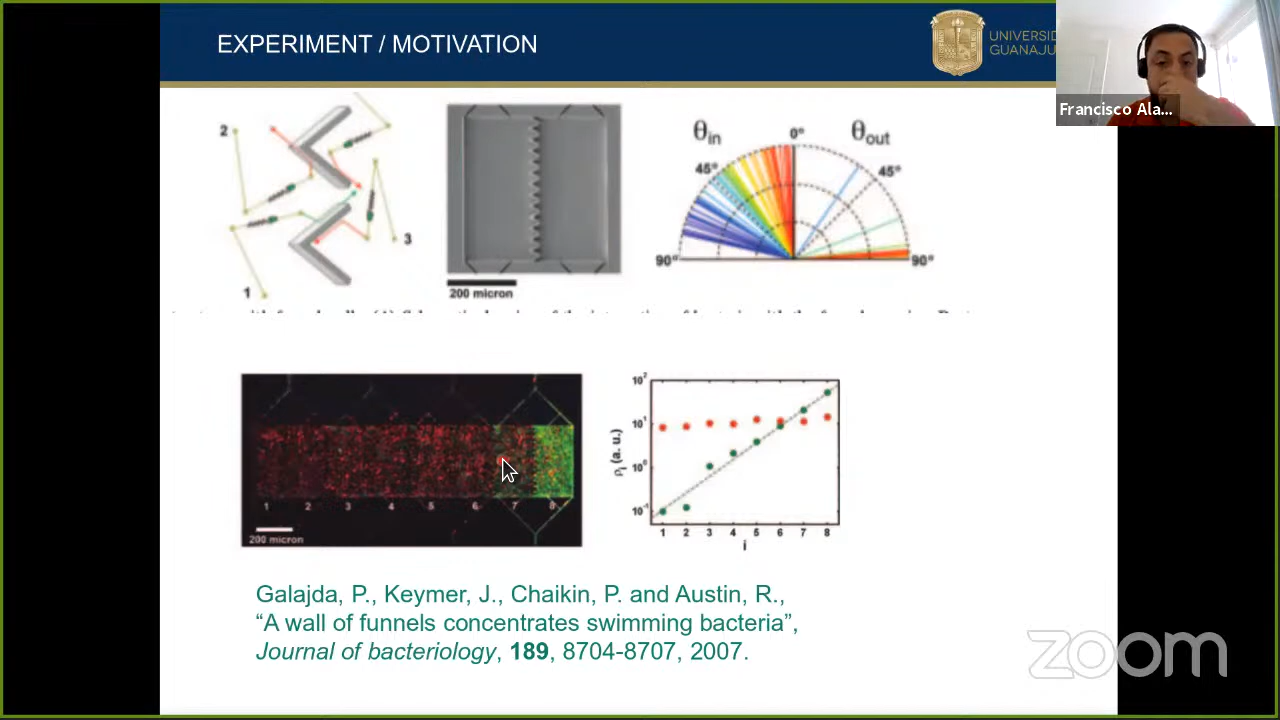 EXPERIMENT / MOTIVATION
UNIVERSID
GUANAJU
Francisco Ala...
2
3
1
200 micron
θin
0°
θout
45°
45°
90°
90°
1 2 3 4 5 6 7 8
200 micron
10²
10¹
10⁰
10⁻¹
ρi (a. u.)
1 2 3 4 5 6 7 8
i
Galajda, P., Keymer, J., Chaikin, P. and Austin, R.,
“A wall of funnels concentrates swimming bacteria”,
Journal of bacteriology, 189, 8704-8707, 2007.
zoom